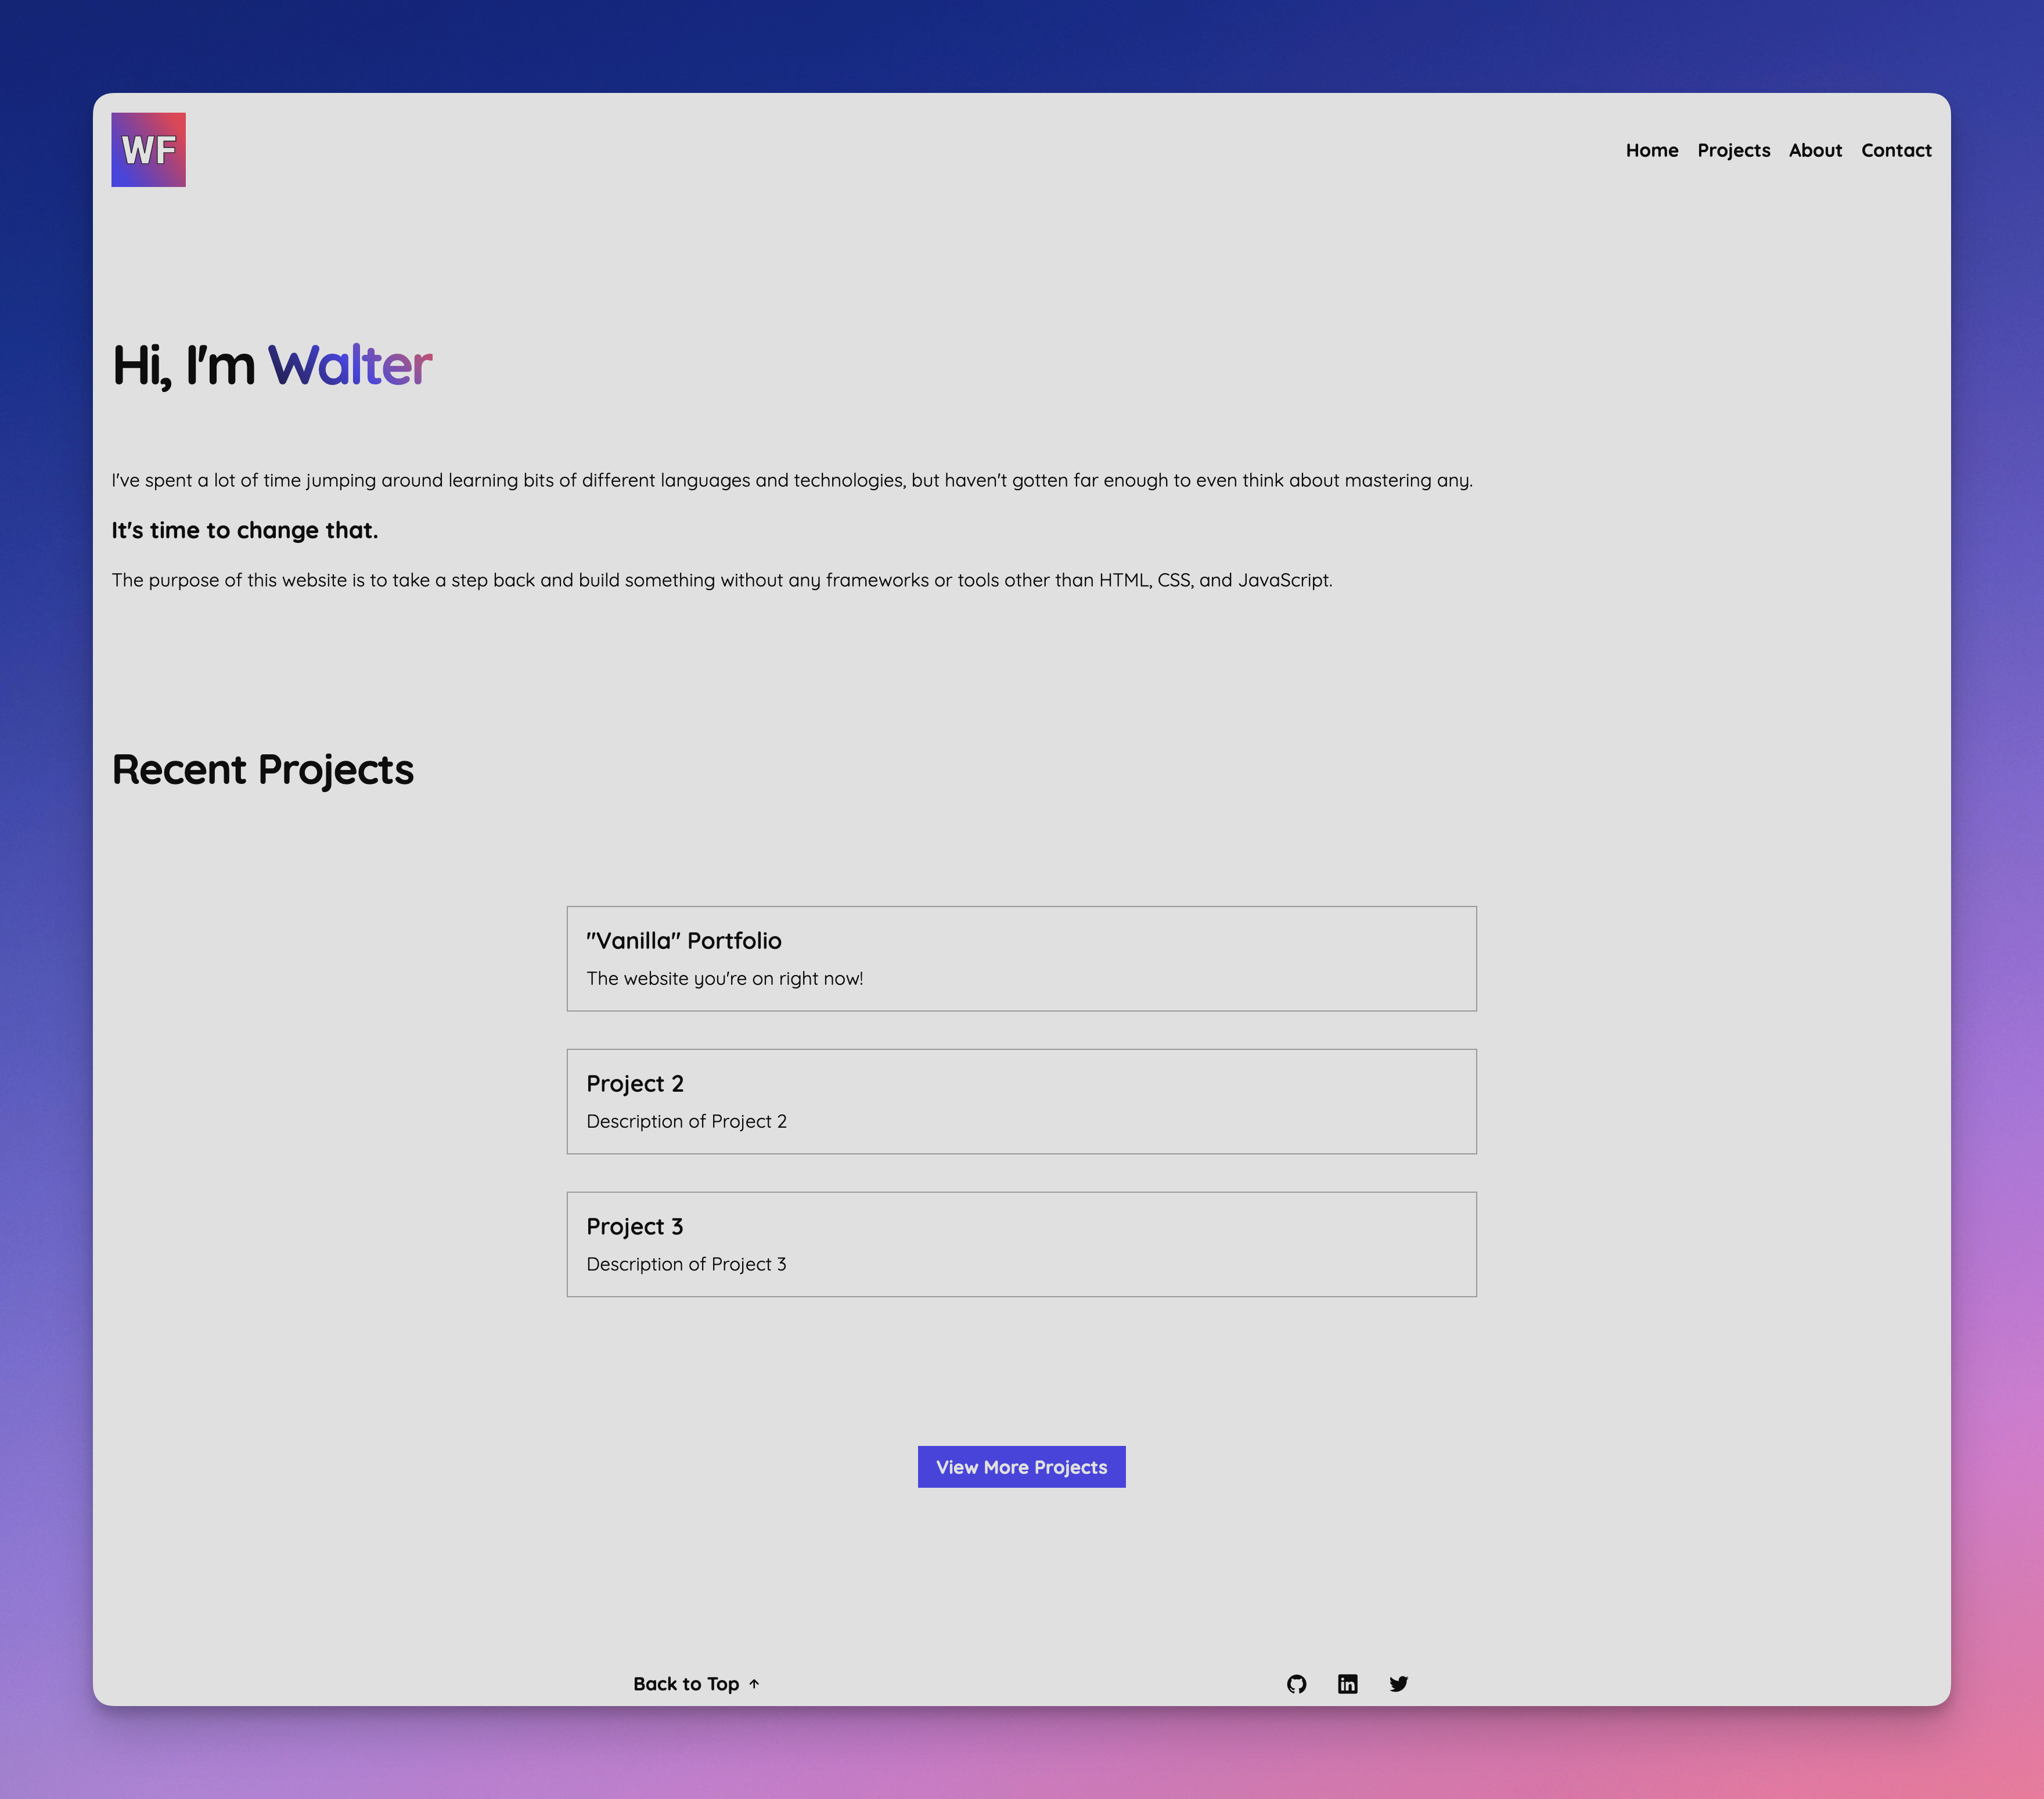 WF
Home Projects About Contact
Hi, I'm Walter
I've spent a lot of time jumping around learning bits of different languages and technologies, but haven't gotten far enough to even think about mastering any.
It's time to change that.
The purpose of this website is to take a step back and build something without any frameworks or tools other than HTML, CSS, and JavaScript.
Recent Projects
"Vanilla" Portfolio
The website you're on right now!
Project 2
Description of Project 2
Project 3
Description of Project 3
View More Projects
Back to Top ↑